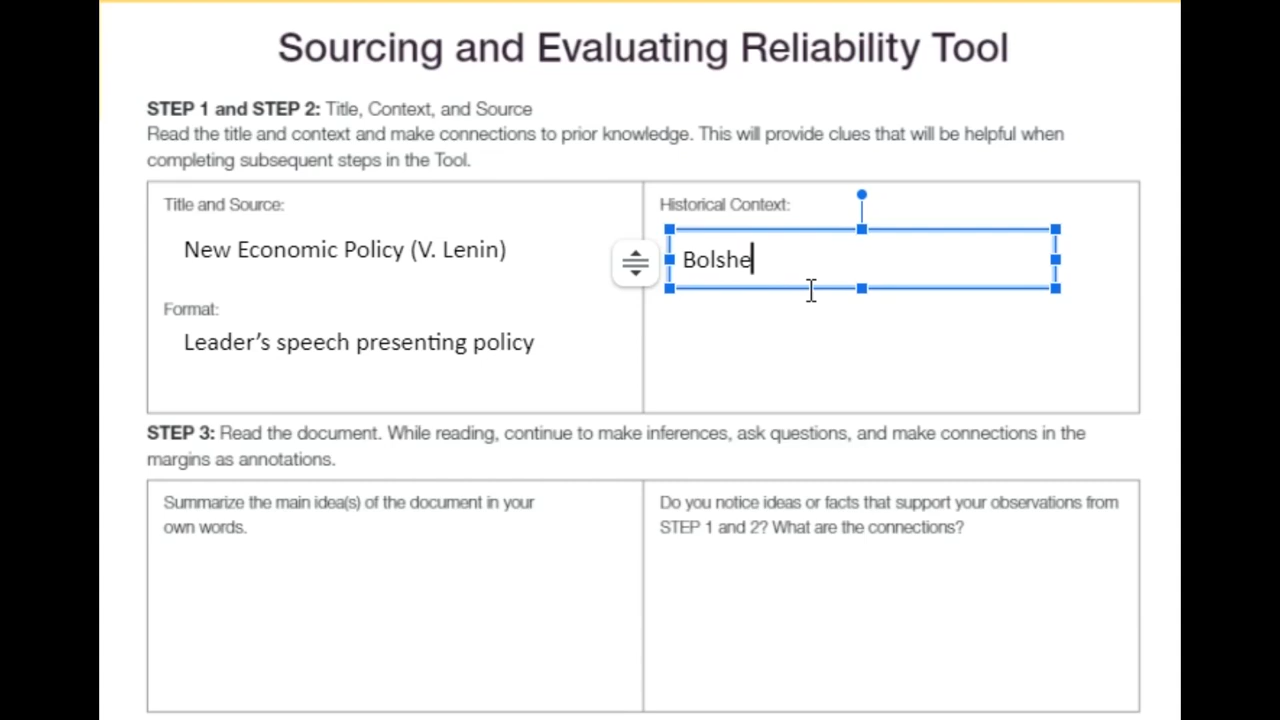 Sourcing and Evaluating Reliability Tool
STEP 1 and STEP 2: Title, Context, and Source
Read the title and context and make connections to prior knowledge. This will provide clues that will be helpful when
completing subsequent steps in the Tool.
Title and Source:
New Economic Policy (V. Lenin)
Format:
Leader’s speech presenting policy
Historical Context:
Bolshe
STEP 3: Read the document. While reading, continue to make inferences, ask questions, and make connections in the
margins as annotations.
Summarize the main idea(s) of the document in your
own words.
Do you notice ideas or facts that support your observations from
STEP 1 and 2? What are the connections?